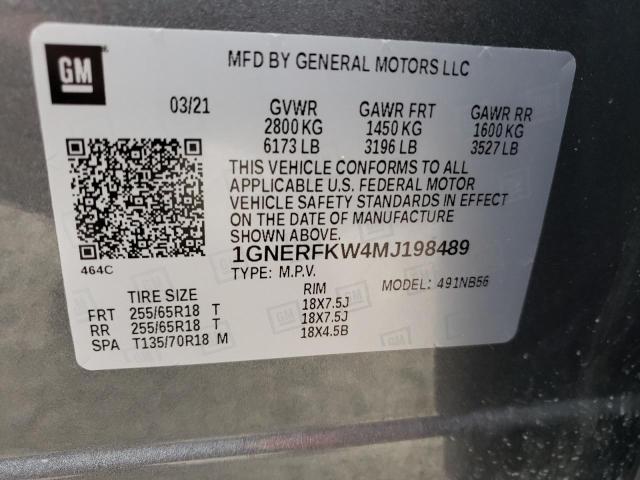 GM
MFD BY GENERAL MOTORS LLC
03/21 GVWR GAWR FRT GAWR RR
2800 KG 1450 KG 1600 KG
6173 LB 3196 LB 3527 LB
THIS VEHICLE CONFORMS TO ALL
APPLICABLE U.S. FEDERAL MOTOR
VEHICLE SAFETY STANDARDS IN EFFECT
ON THE DATE OF MANUFACTURE
SHOWN ABOVE.
464C
1GNERFKW4MJ198489
TYPE: M.P.V. MODEL: 491NB56
TIRE SIZE RIM
FRT 255/65R18 T 18X7.5J
RR 255/65R18 T 18X7.5J
SPA T135/70R18 M 18X4.5B